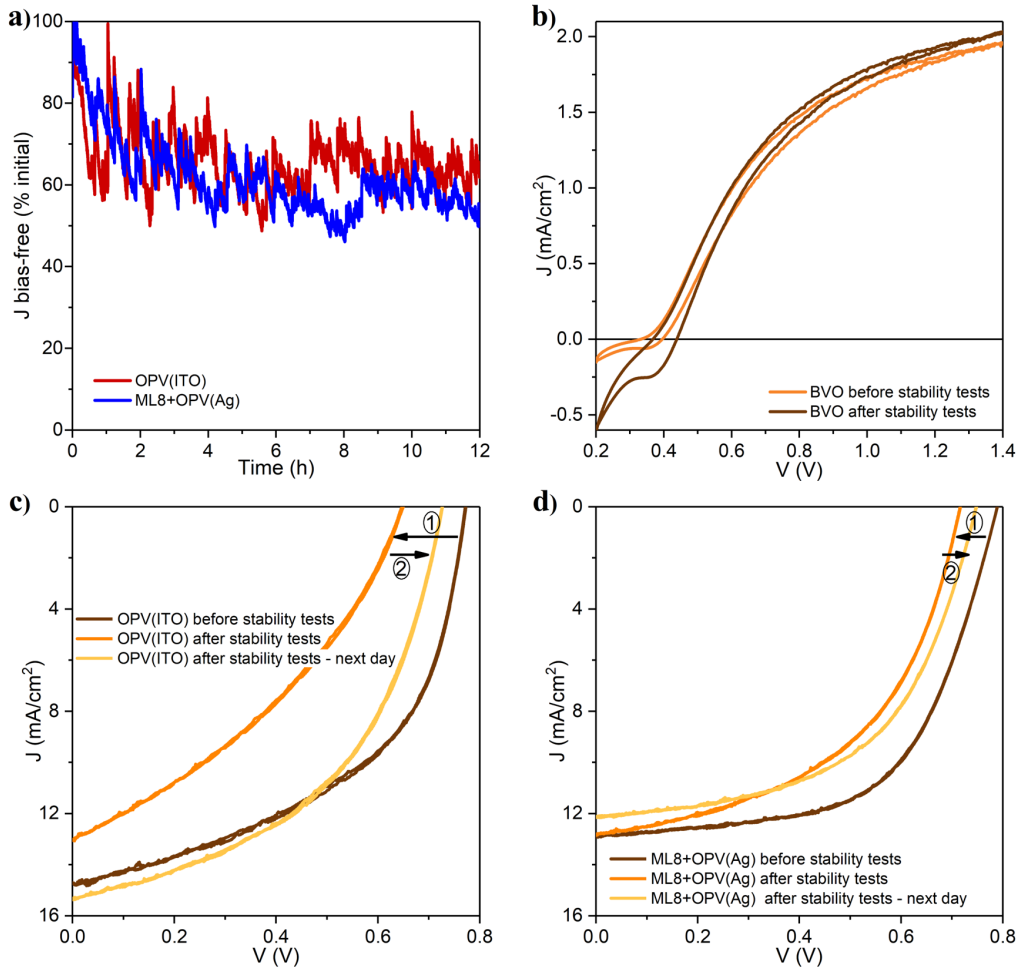 a)
100
80
60
40
20
0
J bias-free (% initial)
OPV(ITO)
ML8+OPV(Ag)
0 2 4 6 8 10 12
Time (h)
b)
2.0
1.5
1.0
0.5
0.0
-0.5
J (mA/cm²)
BVO before stability tests
BVO after stability tests
0.2 0.4 0.6 0.8 1.0 1.2 1.4
V (V)
c)
0
4
8
12
16
J (mA/cm²)
①
②
OPV(ITO) before stability tests
OPV(ITO) after stability tests
OPV(ITO) after stability tests - next day
0.0 0.2 0.4 0.6 0.8
V (V)
d)
0
4
8
12
16
J (mA/cm²)
①
②
ML8+OPV(Ag) before stability tests
ML8+OPV(Ag) after stability tests
ML8+OPV(Ag) after stability tests - next day
0.0 0.2 0.4 0.6 0.8
V (V)